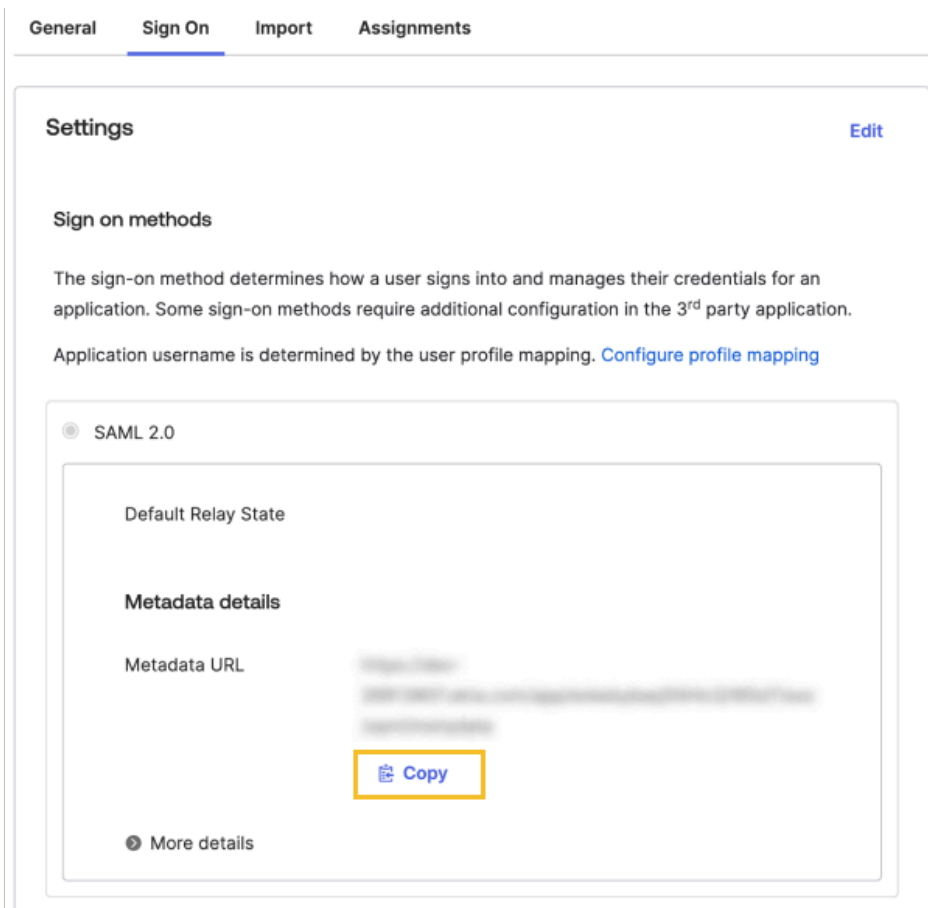 General Sign On Import Assignments
Settings
Edit
Sign on methods
The sign-on method determines how a user signs into and manages their credentials for an
application. Some sign-on methods require additional configuration in the 3rd party application.
Application username is determined by the user profile mapping. Configure profile mapping
SAML 2.0
Default Relay State
Metadata details
Metadata URL
Copy
More details